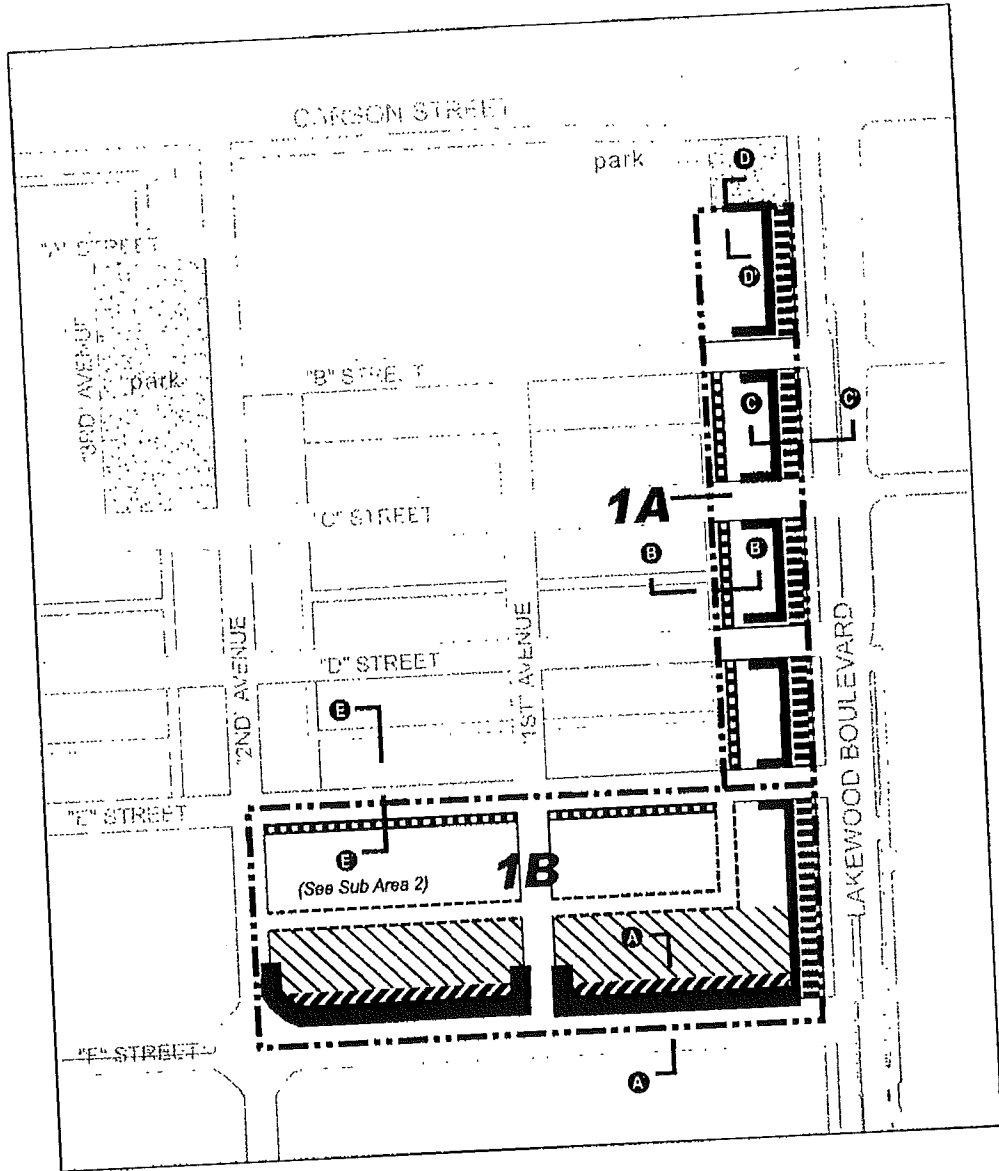 CARSON STREET
park
D
"A" STREET
D
"3RD" AVENUE
park
"B" STREET
C
C
1A
"C" STREET
B
B
"2ND" AVENUE
"1ST" AVENUE
"D" STREET
LAKEWOOD BOULEVARD
E
"E" STREET
E
1B
(See Sub Area 2)
A
"F" STREET
A